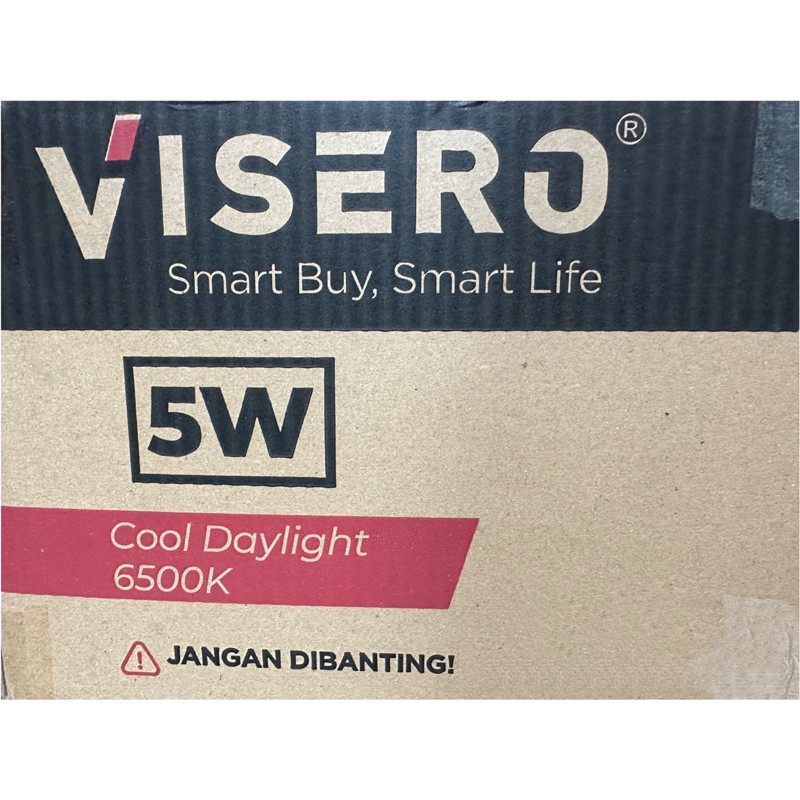 VISERO®
Smart Buy, Smart Life
5W
Cool Daylight
6500K
JANGAN DIBANTING!